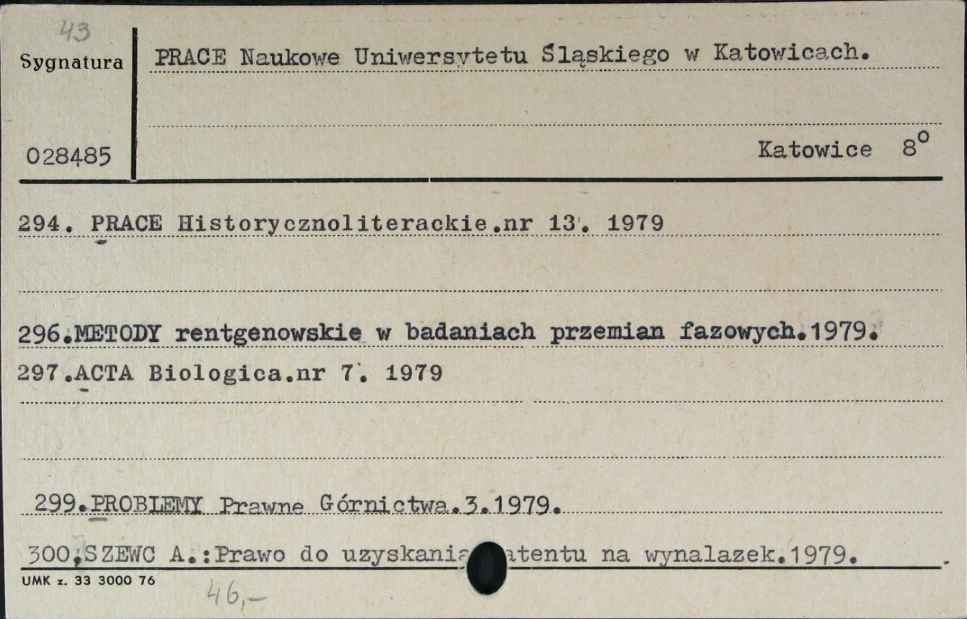 43
Sygnatura
PRACE Naukowe Uniwersytetu Śląskiego w Katowicach.
028485
Katowice 8°
294. PRACE Historycznoliterackie.nr 13. 1979
296.METODY rentgenowskie w badaniach przemian fazowych.1979.
297.ACTA Biologica.nr 7. 1979
299.PROBLEMY Prawne Górnictwa.3.1979.
300.SZEWC A.:Prawo do uzyskania atentu na wynalazek.1979.
UMK z. 33 3000 76
46,-